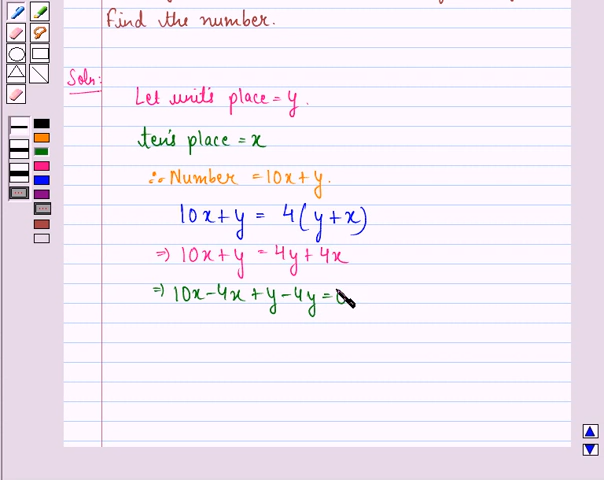 Find the number.
Soln:
Let unit's place = y.
ten's place = x
∴ Number = 10x + y.
10x + y = 4(y + x)
⇒ 10x + y = 4y + 4x
⇒ 10x - 4x + y - 4y =